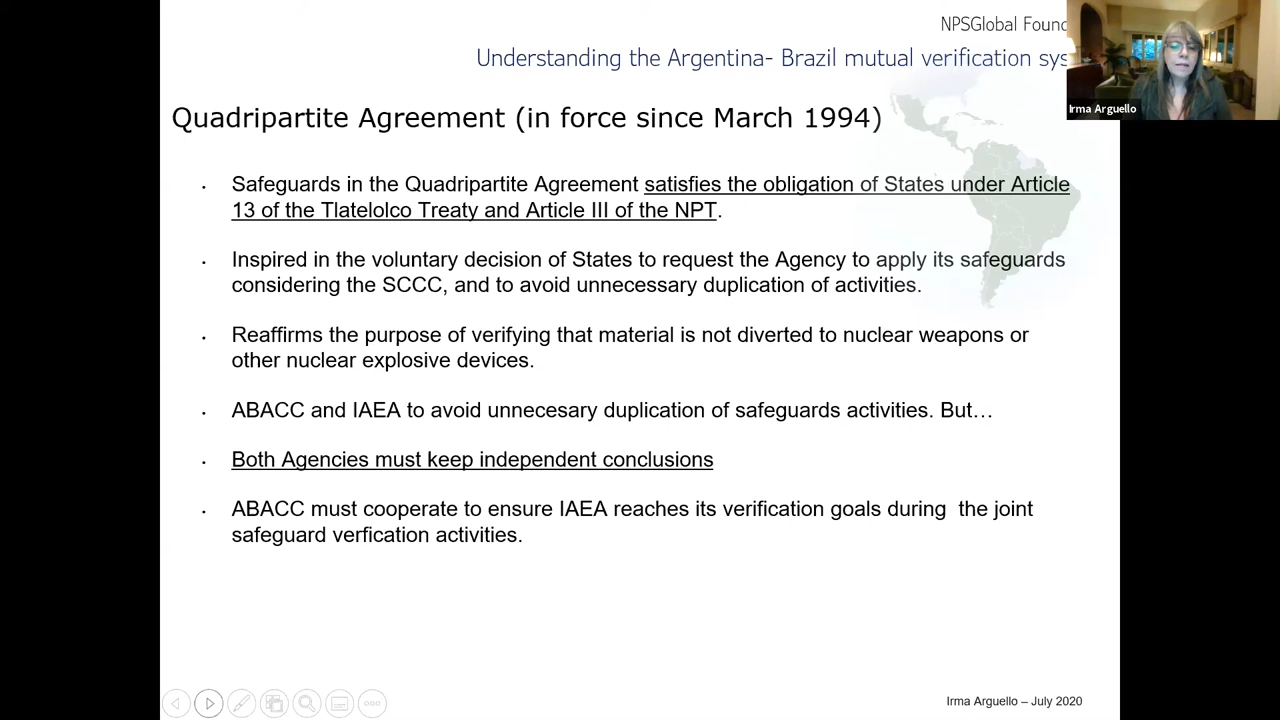 NPSGlobal Found
Understanding the Argentina- Brazil mutual verification sys
Irma Arguello
Quadripartite Agreement (in force since March 1994)
• Safeguards in the Quadripartite Agreement satisfies the obligation of States under Article
13 of the Tlatelolco Treaty and Article III of the NPT.
• Inspired in the voluntary decision of States to request the Agency to apply its safeguards
considering the SCCC, and to avoid unnecessary duplication of activities.
• Reaffirms the purpose of verifying that material is not diverted to nuclear weapons or
other nuclear explosive devices.
• ABACC and IAEA to avoid unnecesary duplication of safeguards activities. But…
• Both Agencies must keep independent conclusions
• ABACC must cooperate to ensure IAEA reaches its verification goals during  the joint
safeguard verfication activities.
Irma Arguello – July 2020